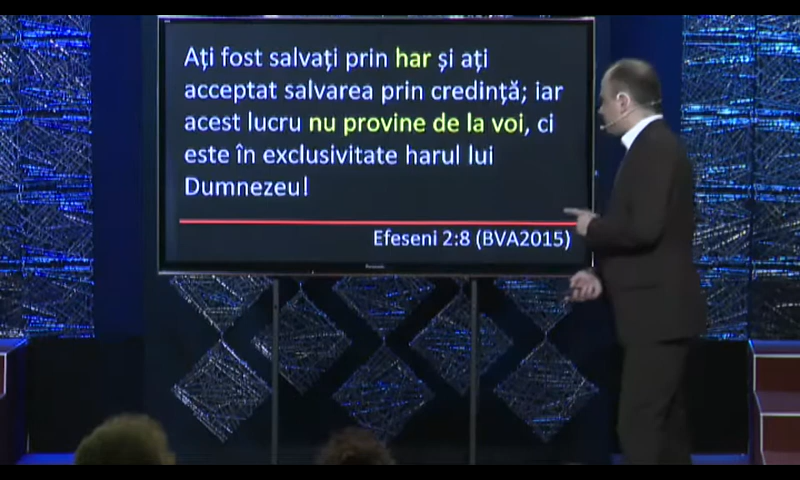 Ați fost salvați prin har și ați
acceptat salvarea prin credință; iar
acest lucru nu provine de la voi, ci
este în exclusivitate harul lui
Dumnezeu!
Efeseni 2:8 (BVA2015)
Panasonic